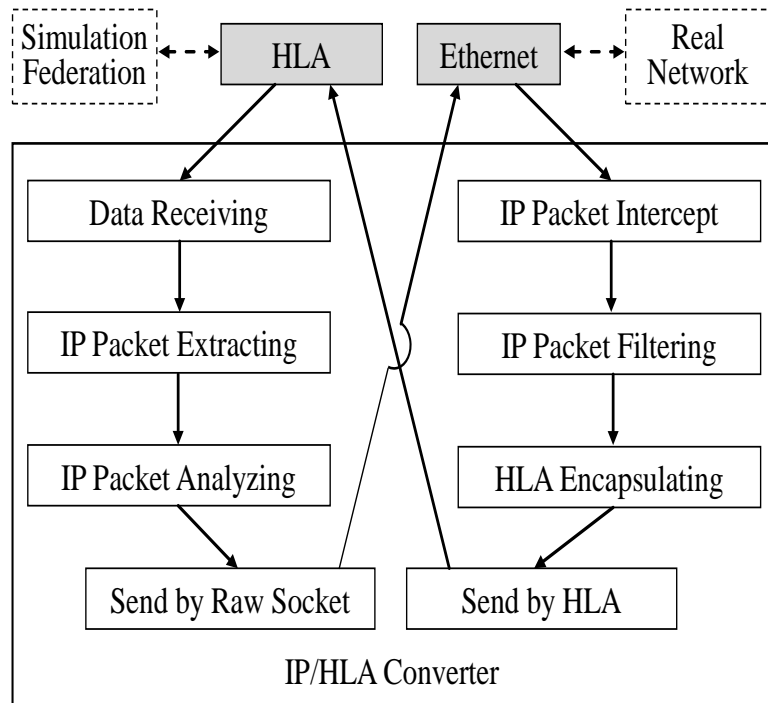 Simulation
Federation
HLA
Ethernet
Real
Network
Data Receiving
IP Packet Intercept
IP Packet Extracting
IP Packet Filtering
IP Packet Analyzing
HLA Encapsulating
Send by Raw Socket
Send by HLA
IP/HLA Converter